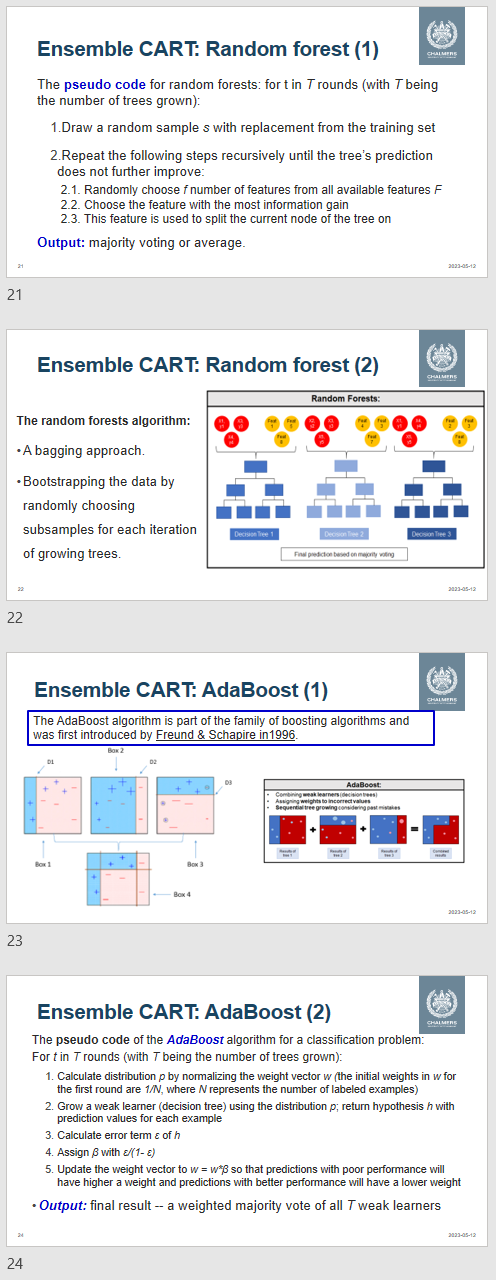 Ensemble CART: Random forest (1)
CHALMERS
The pseudo code for random forests: for t in T rounds (with T being
the number of trees grown):
1.Draw a random sample s with replacement from the training set
2.Repeat the following steps recursively until the tree's prediction
does not further improve:
2.1. Randomly choose f number of features from all available features F
2.2. Choose the feature with the most information gain
2.3. This feature is used to split the current node of the tree on
Output: majority voting or average.
21
2023-05-12
21
Ensemble CART: Random forest (2)
CHALMERS
Random Forests:
The random forests algorithm:
• A bagging approach.
• Bootstrapping the data by
randomly choosing
subsamples for each iteration
of growing trees.
Decision Tree 1
Decision Tree 2
Decision Tree 3
Final prediction based on majority voting
22
2023-05-12
22
Ensemble CART: AdaBoost (1)
CHALMERS
The AdaBoost algorithm is part of the family of boosting algorithms and
was first introduced by Freund & Schapire in1996.
Box 2
D1
D2
D3
Box 1
Box 3
Box 4
AdaBoost:
• Combining weak learners (decision trees)
• Assigning weights to incorrect values
• Sequential tree growing considering past mistakes
Results of tree 1
Results of tree 2
Results of tree 3
Combined results
2023-05-12
23
Ensemble CART: AdaBoost (2)
CHALMERS
The pseudo code of the AdaBoost algorithm for a classification problem:
For t in T rounds (with T being the number of trees grown):
1. Calculate distribution p by normalizing the weight vector w (the initial weights in w for
the first round are 1/N, where N represents the number of labeled examples)
2. Grow a weak learner (decision tree) using the distribution p; return hypothesis h with
prediction values for each example
3. Calculate error term ε of h
4. Assign β with ε/(1- ε)
5. Update the weight vector to w = w*β so that predictions with poor performance will
have higher a weight and predictions with better performance will have a lower weight
• Output: final result -- a weighted majority vote of all T weak learners
24
2023-05-12
24